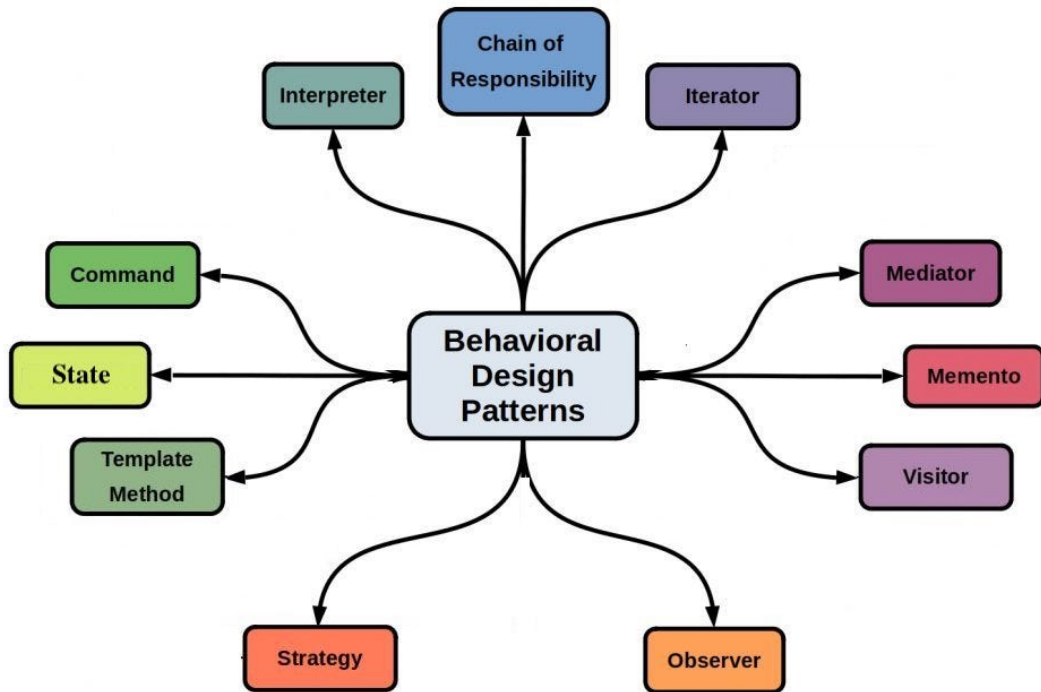 Chain of
Responsibility
Interpreter
Iterator
Command
Mediator
Behavioral
Design
Patterns
State
Memento
Template
Method
Visitor
Strategy
Observer